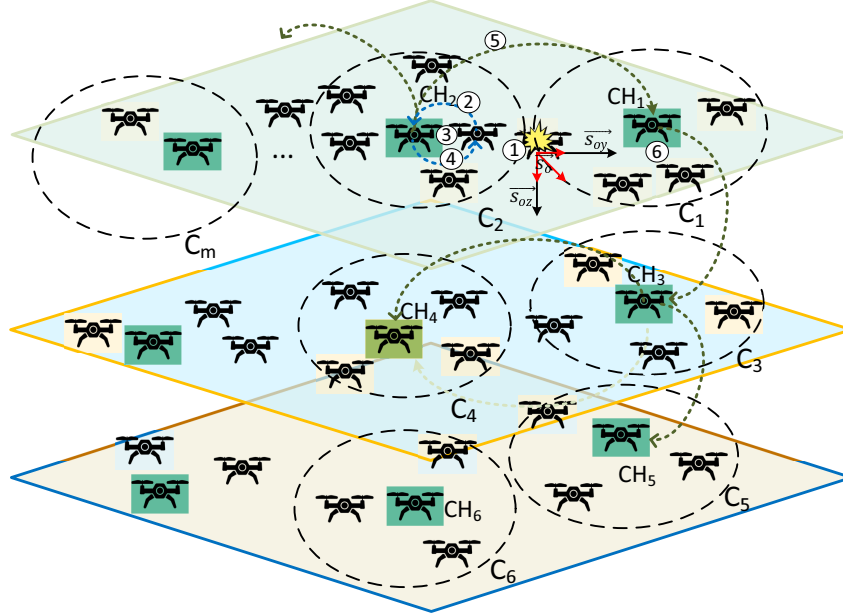 ⑤
CH₂
②
CH₁
③
①
s_oy
④
s_o
⑥
...
s_oz
C₂
C₁
Cₘ
CH₃
CH₄
C₃
C₄
CH₅
C₅
CH₆
C₆